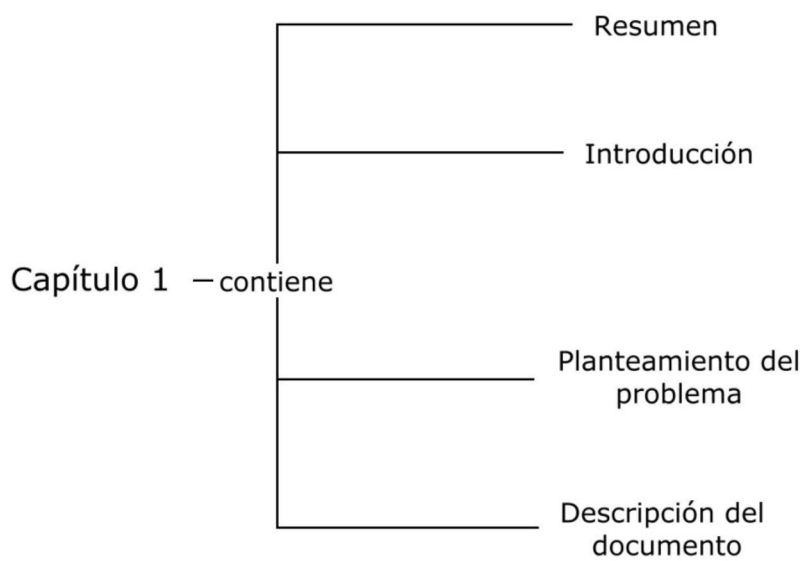 Resumen
Introducción
Capítulo 1
contiene
Planteamiento del
problema
Descripción del
documento